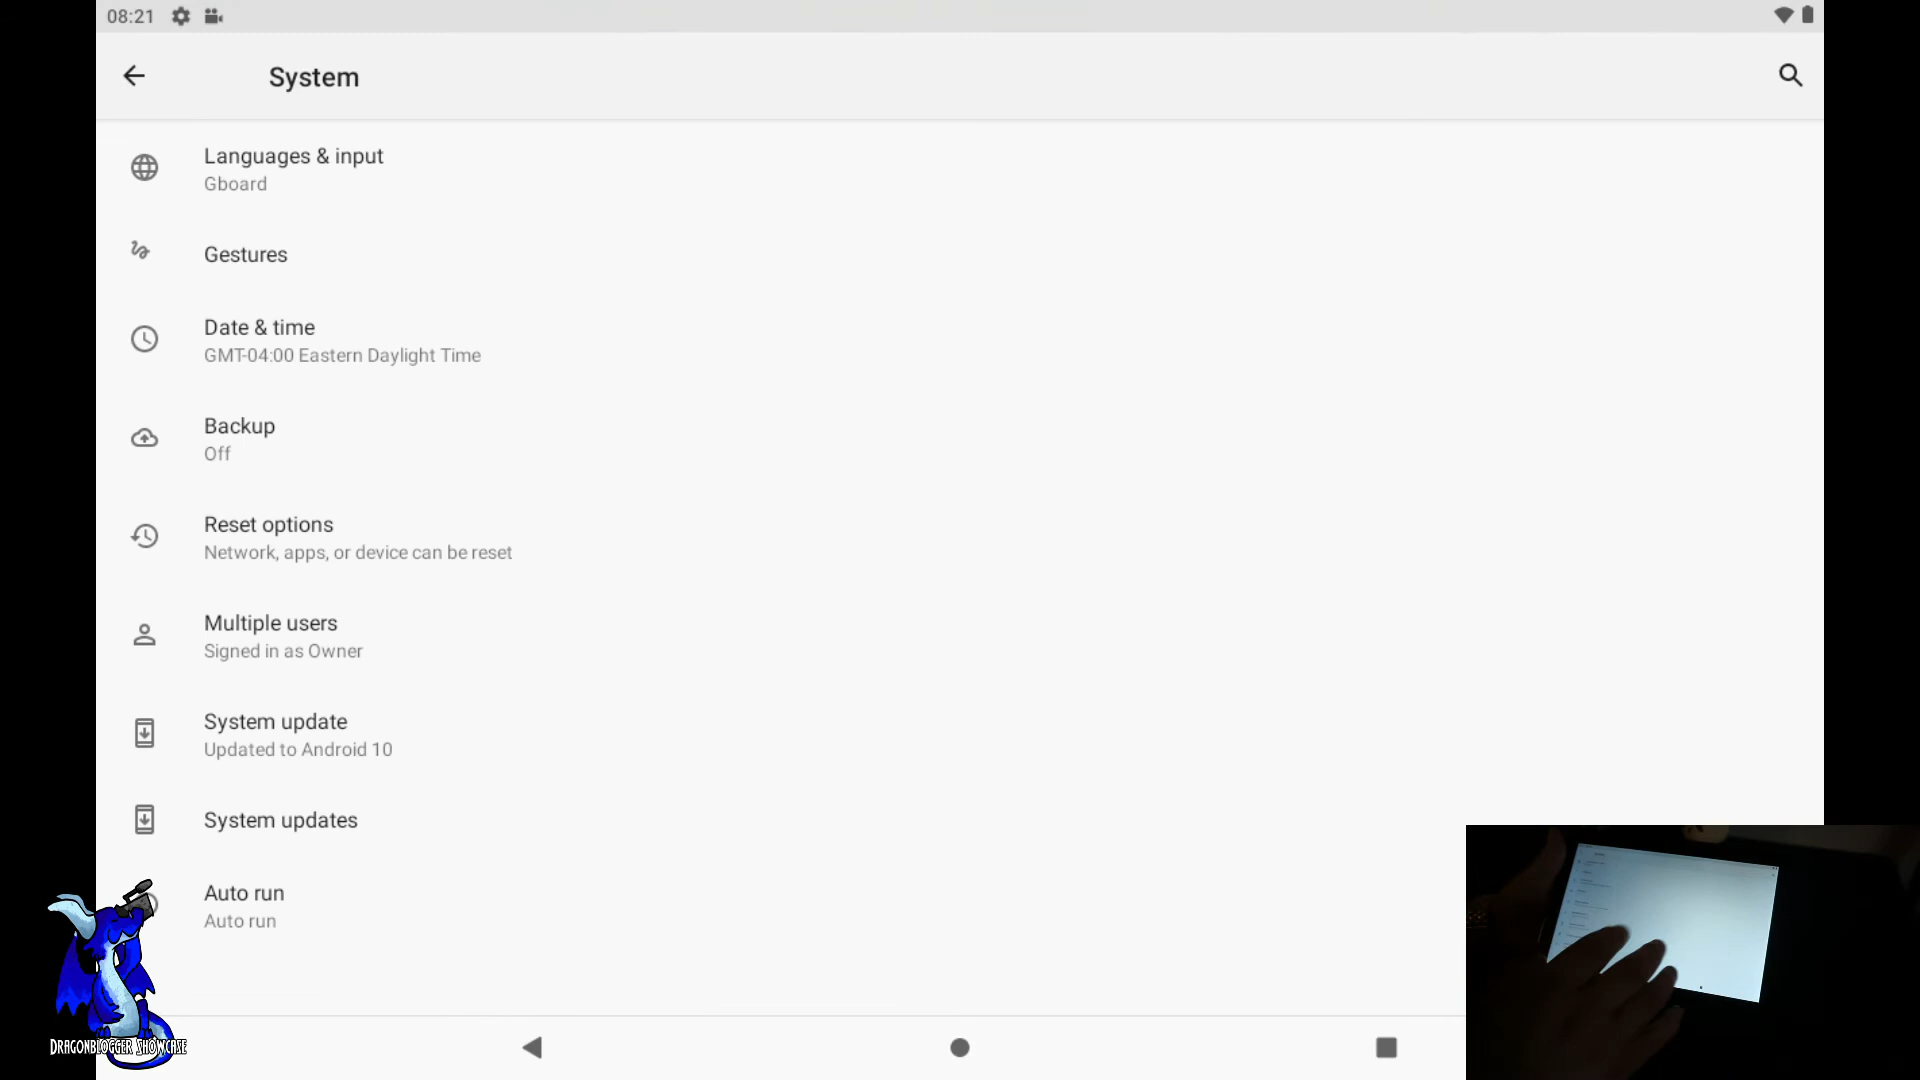 08:21
System
Languages & input
Gboard
Gestures
Date & time
GMT-04:00 Eastern Daylight Time
Backup
Off
Reset options
Network, apps, or device can be reset
Multiple users
Signed in as Owner
System update
Updated to Android 10
System updates
Auto run
Auto run
DRAGONBLOGGER SHOWCASE